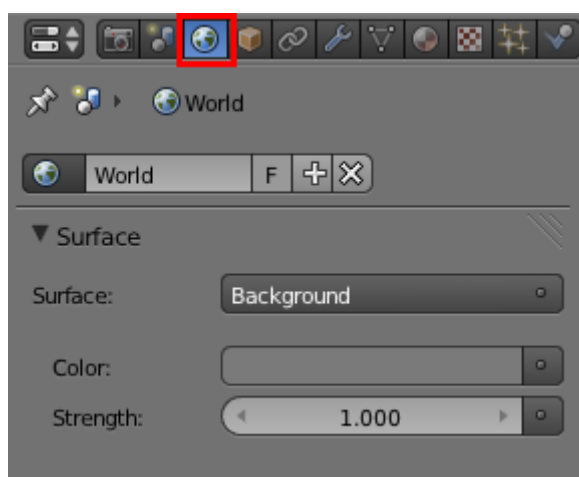 World
World F
Surface
Surface: Background
Color:
Strength: 1.000